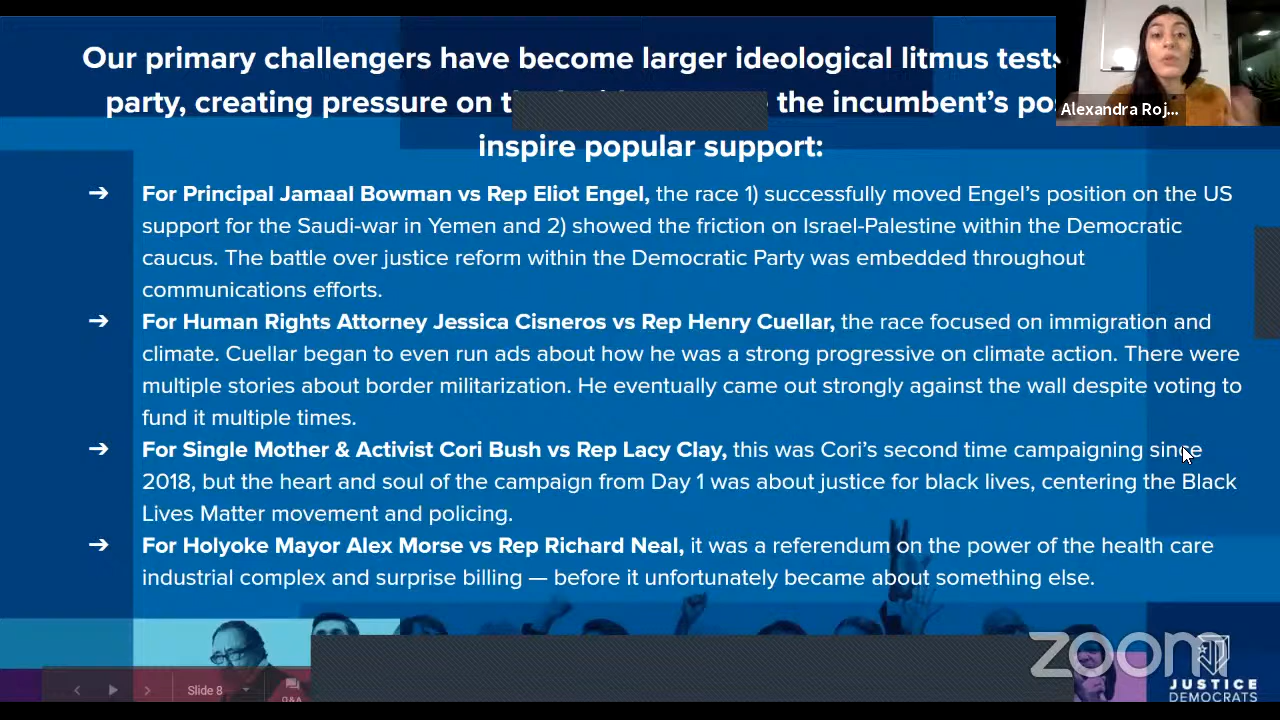 Our primary challengers have become larger ideological litmus tests
party, creating pressure on the incumbent's
inspire popular support:
Alexandra Roj...
➔ For Principal Jamaal Bowman vs Rep Eliot Engel, the race 1) successfully moved Engel's position on the US
support for the Saudi-war in Yemen and 2) showed the friction on Israel-Palestine within the Democratic
caucus. The battle over justice reform within the Democratic Party was embedded throughout
communications efforts.
➔ For Human Rights Attorney Jessica Cisneros vs Rep Henry Cuellar, the race focused on immigration and
climate. Cuellar began to even run ads about how he was a strong progressive on climate action. There were
multiple stories about border militarization. He eventually came out strongly against the wall despite voting to
fund it multiple times.
➔ For Single Mother & Activist Cori Bush vs Rep Lacy Clay, this was Cori's second time campaigning since
2018, but the heart and soul of the campaign from Day 1 was about justice for black lives, centering the Black
Lives Matter movement and policing.
➔ For Holyoke Mayor Alex Morse vs Rep Richard Neal, it was a referendum on the power of the health care
industrial complex and surprise billing — before it unfortunately became about something else.
zoom
Slide 8
Q&A
JUSTICE
DEMOCRATS